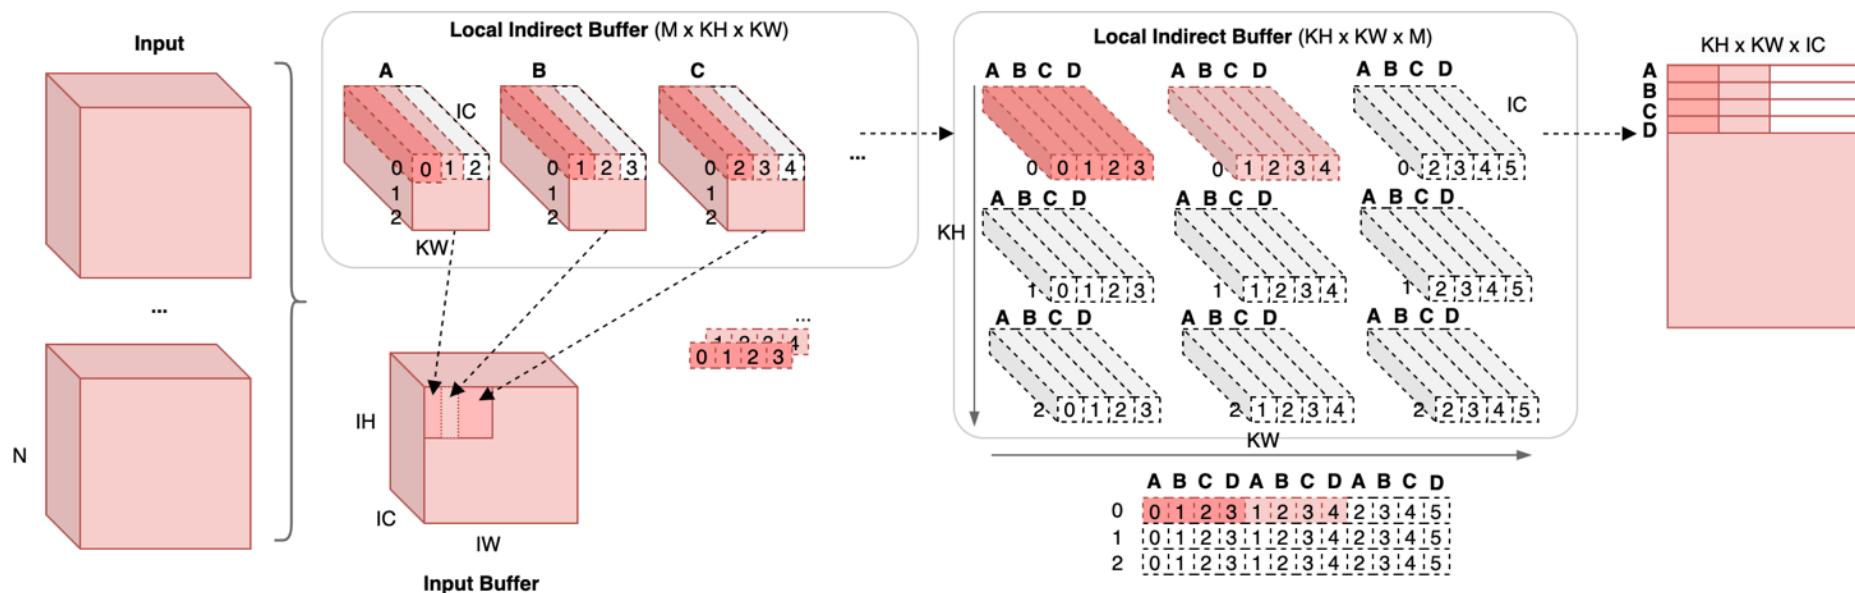 Input
...
N
Local Indirect Buffer (M x KH x KW)
A B C
IC
0 0 1 2
1
2
KW
0 1 2 3
1
2
0 2 3 4
1
2
...
IH
IC
IW
Input Buffer
...
1 2 3 4
0 1 2 3
Local Indirect Buffer (KH x KW x M)
A B C D A B C D A B C D
IC
0 0 1 2 3 0 1 2 3 4 0 2 3 4 5
A B C D A B C D A B C D
KH
1 0 1 2 3 1 1 2 3 4 1 2 3 4 5
A B C D A B C D A B C D
2 0 1 2 3 2 1 2 3 4 2 2 3 4 5
KW
A B C D A B C D A B C D
0 0 1 2 3 1 2 3 4 2 3 4 5
1 0 1 2 3 1 2 3 4 2 3 4 5
2 0 1 2 3 1 2 3 4 2 3 4 5
KH x KW x IC
A
B
C
D